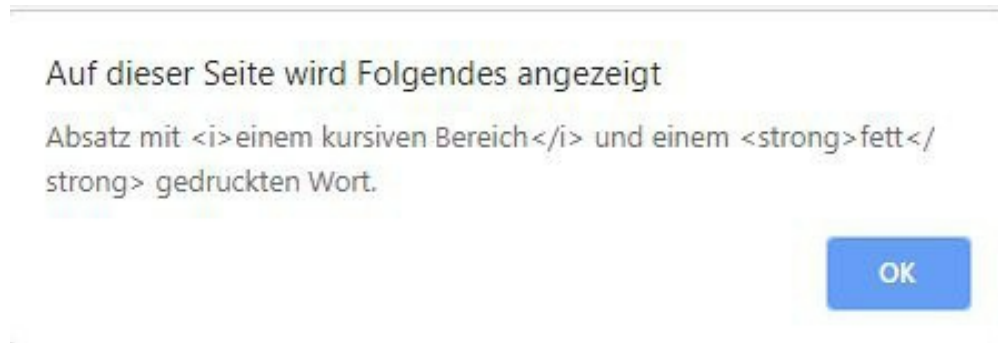 Auf dieser Seite wird Folgendes angezeigt
Absatz mit <i>einem kursiven Bereich</i> und einem <strong>fett</
strong> gedruckten Wort.
OK